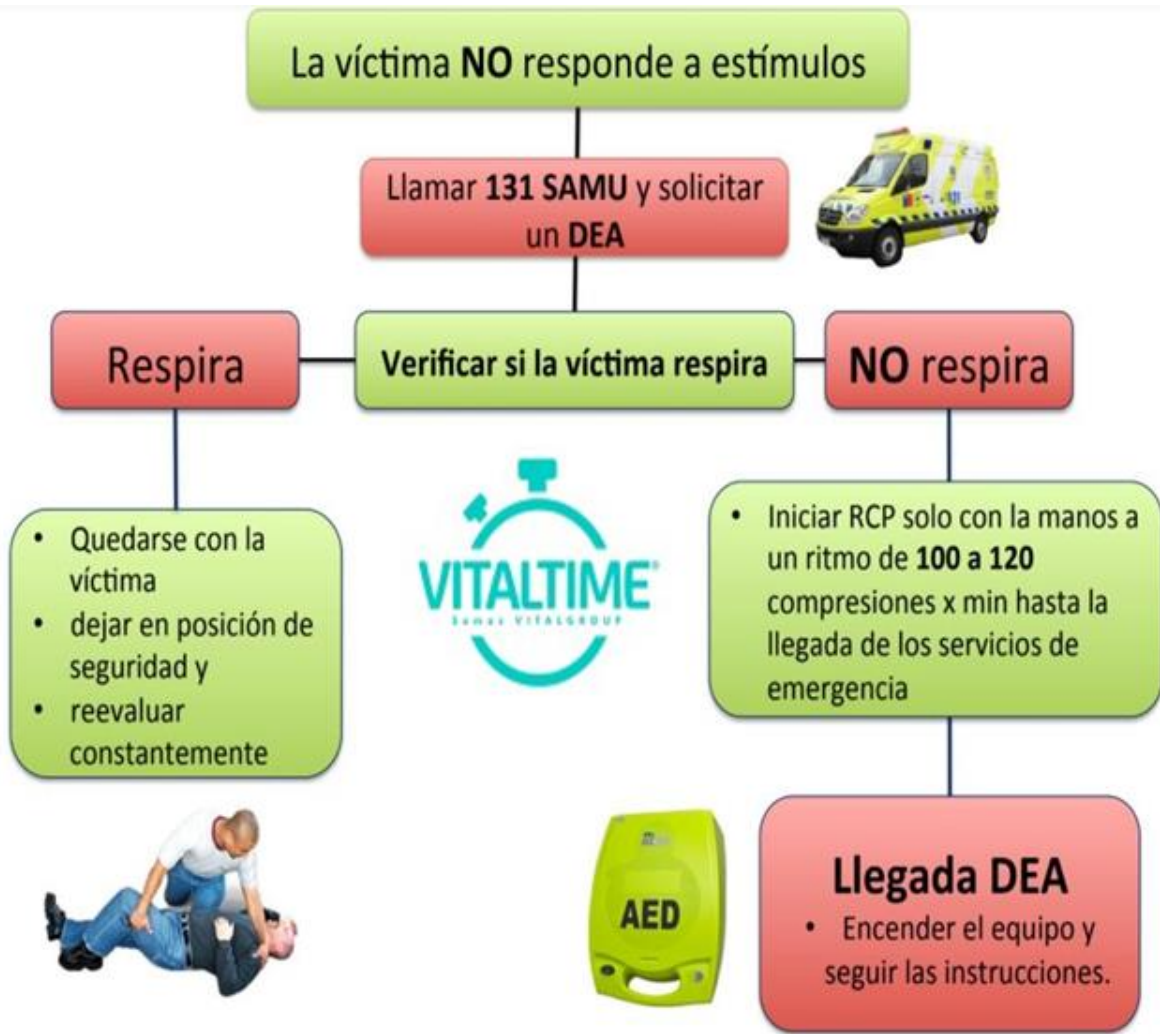 La víctima NO responde a estímulos
Llamar 131 SAMU y solicitar
un DEA
131
Respira
Verificar si la víctima respira
NO respira
• Quedarse con la
víctima
• dejar en posición de
seguridad y
• reevaluar
constantemente
VITALTIME®
Somos VITALGROUP
• Iniciar RCP solo con la manos a
un ritmo de 100 a 120
compresiones x min hasta la
llegada de los servicios de
emergencia
AED
Llegada DEA
• Encender el equipo y
seguir las instrucciones.